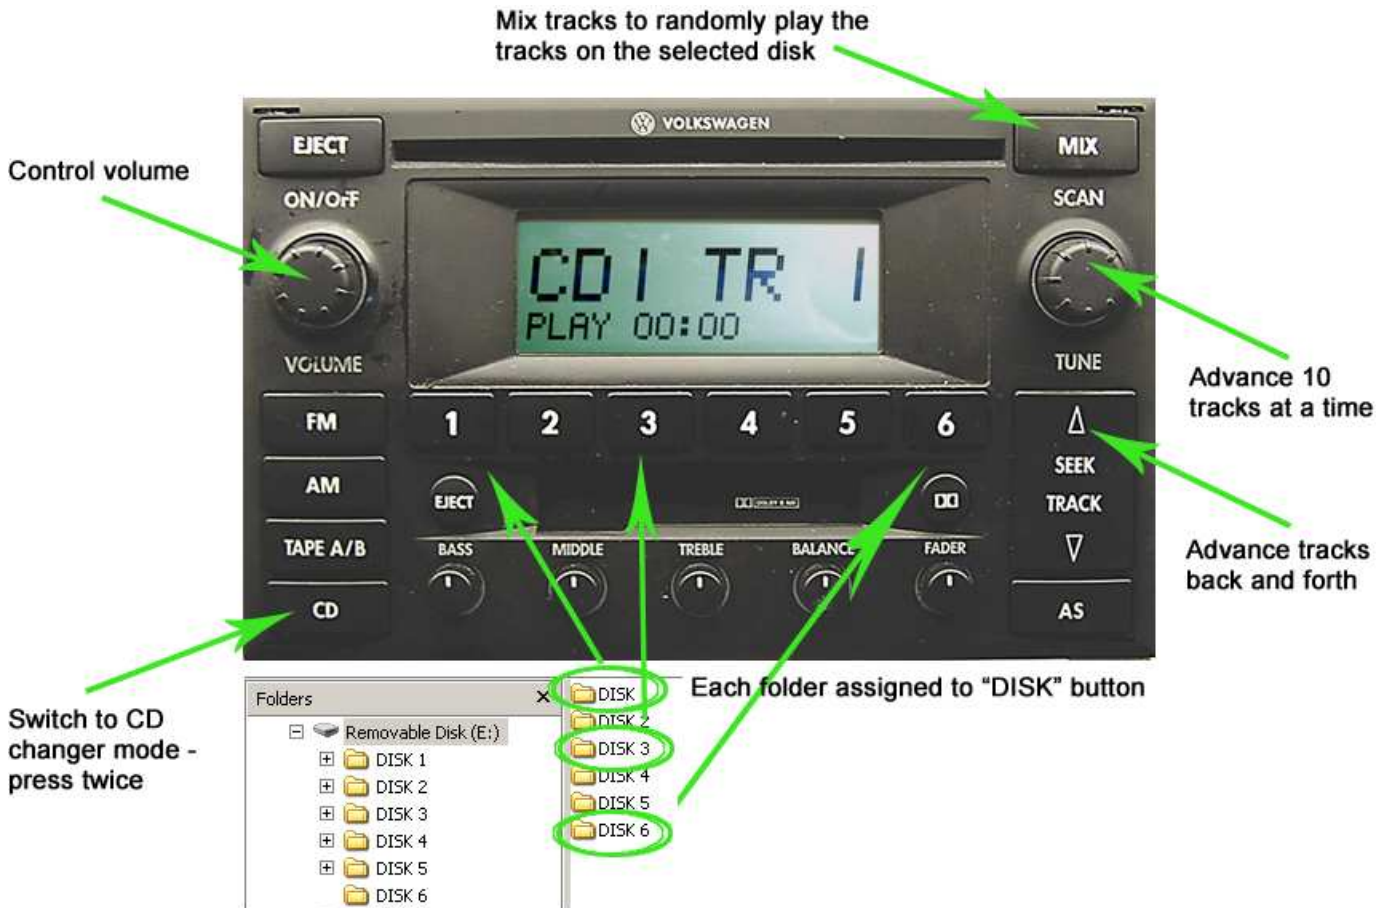 Mix tracks to randomly play the
tracks on the selected disk
VOLKSWAGEN
EJECT
MIX
Control volume
ON/OFF
SCAN
CD1 TR 1
PLAY 00:00
VOLUME
TUNE
Advance 10
tracks at a time
FM
1 2 3 4 5 6
SEEK
TRACK
AM
EJECT
TAPE A/B
BASS MIDDLE TREBLE BALANCE FADER
Advance tracks
back and forth
CD
AS
Switch to CD
changer mode -
press twice
Each folder assigned to “DISK” button
Folders
Removable Disk (E:)
DISK 1
DISK 2
DISK 3
DISK 4
DISK 5
DISK 6
DISK
DISK 2
DISK 3
DISK 4
DISK 5
DISK 6